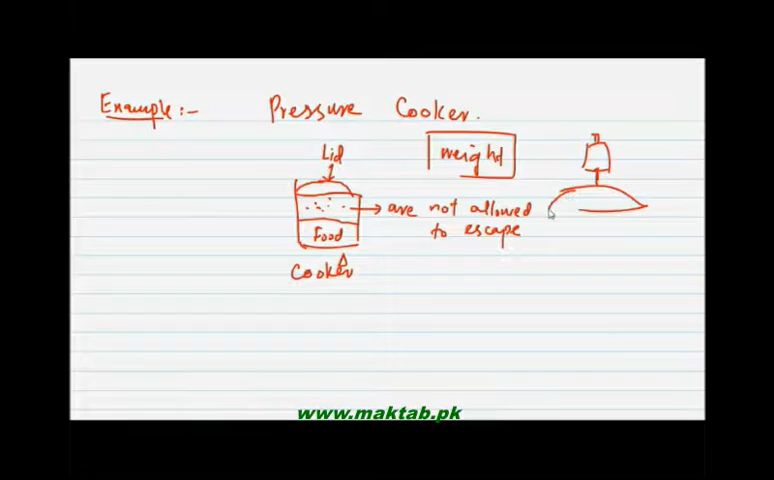 Example:-
Pressure Cooker.
Lid
weight
are not allowed
to escape
Food
Cooker
www.maktab.pk